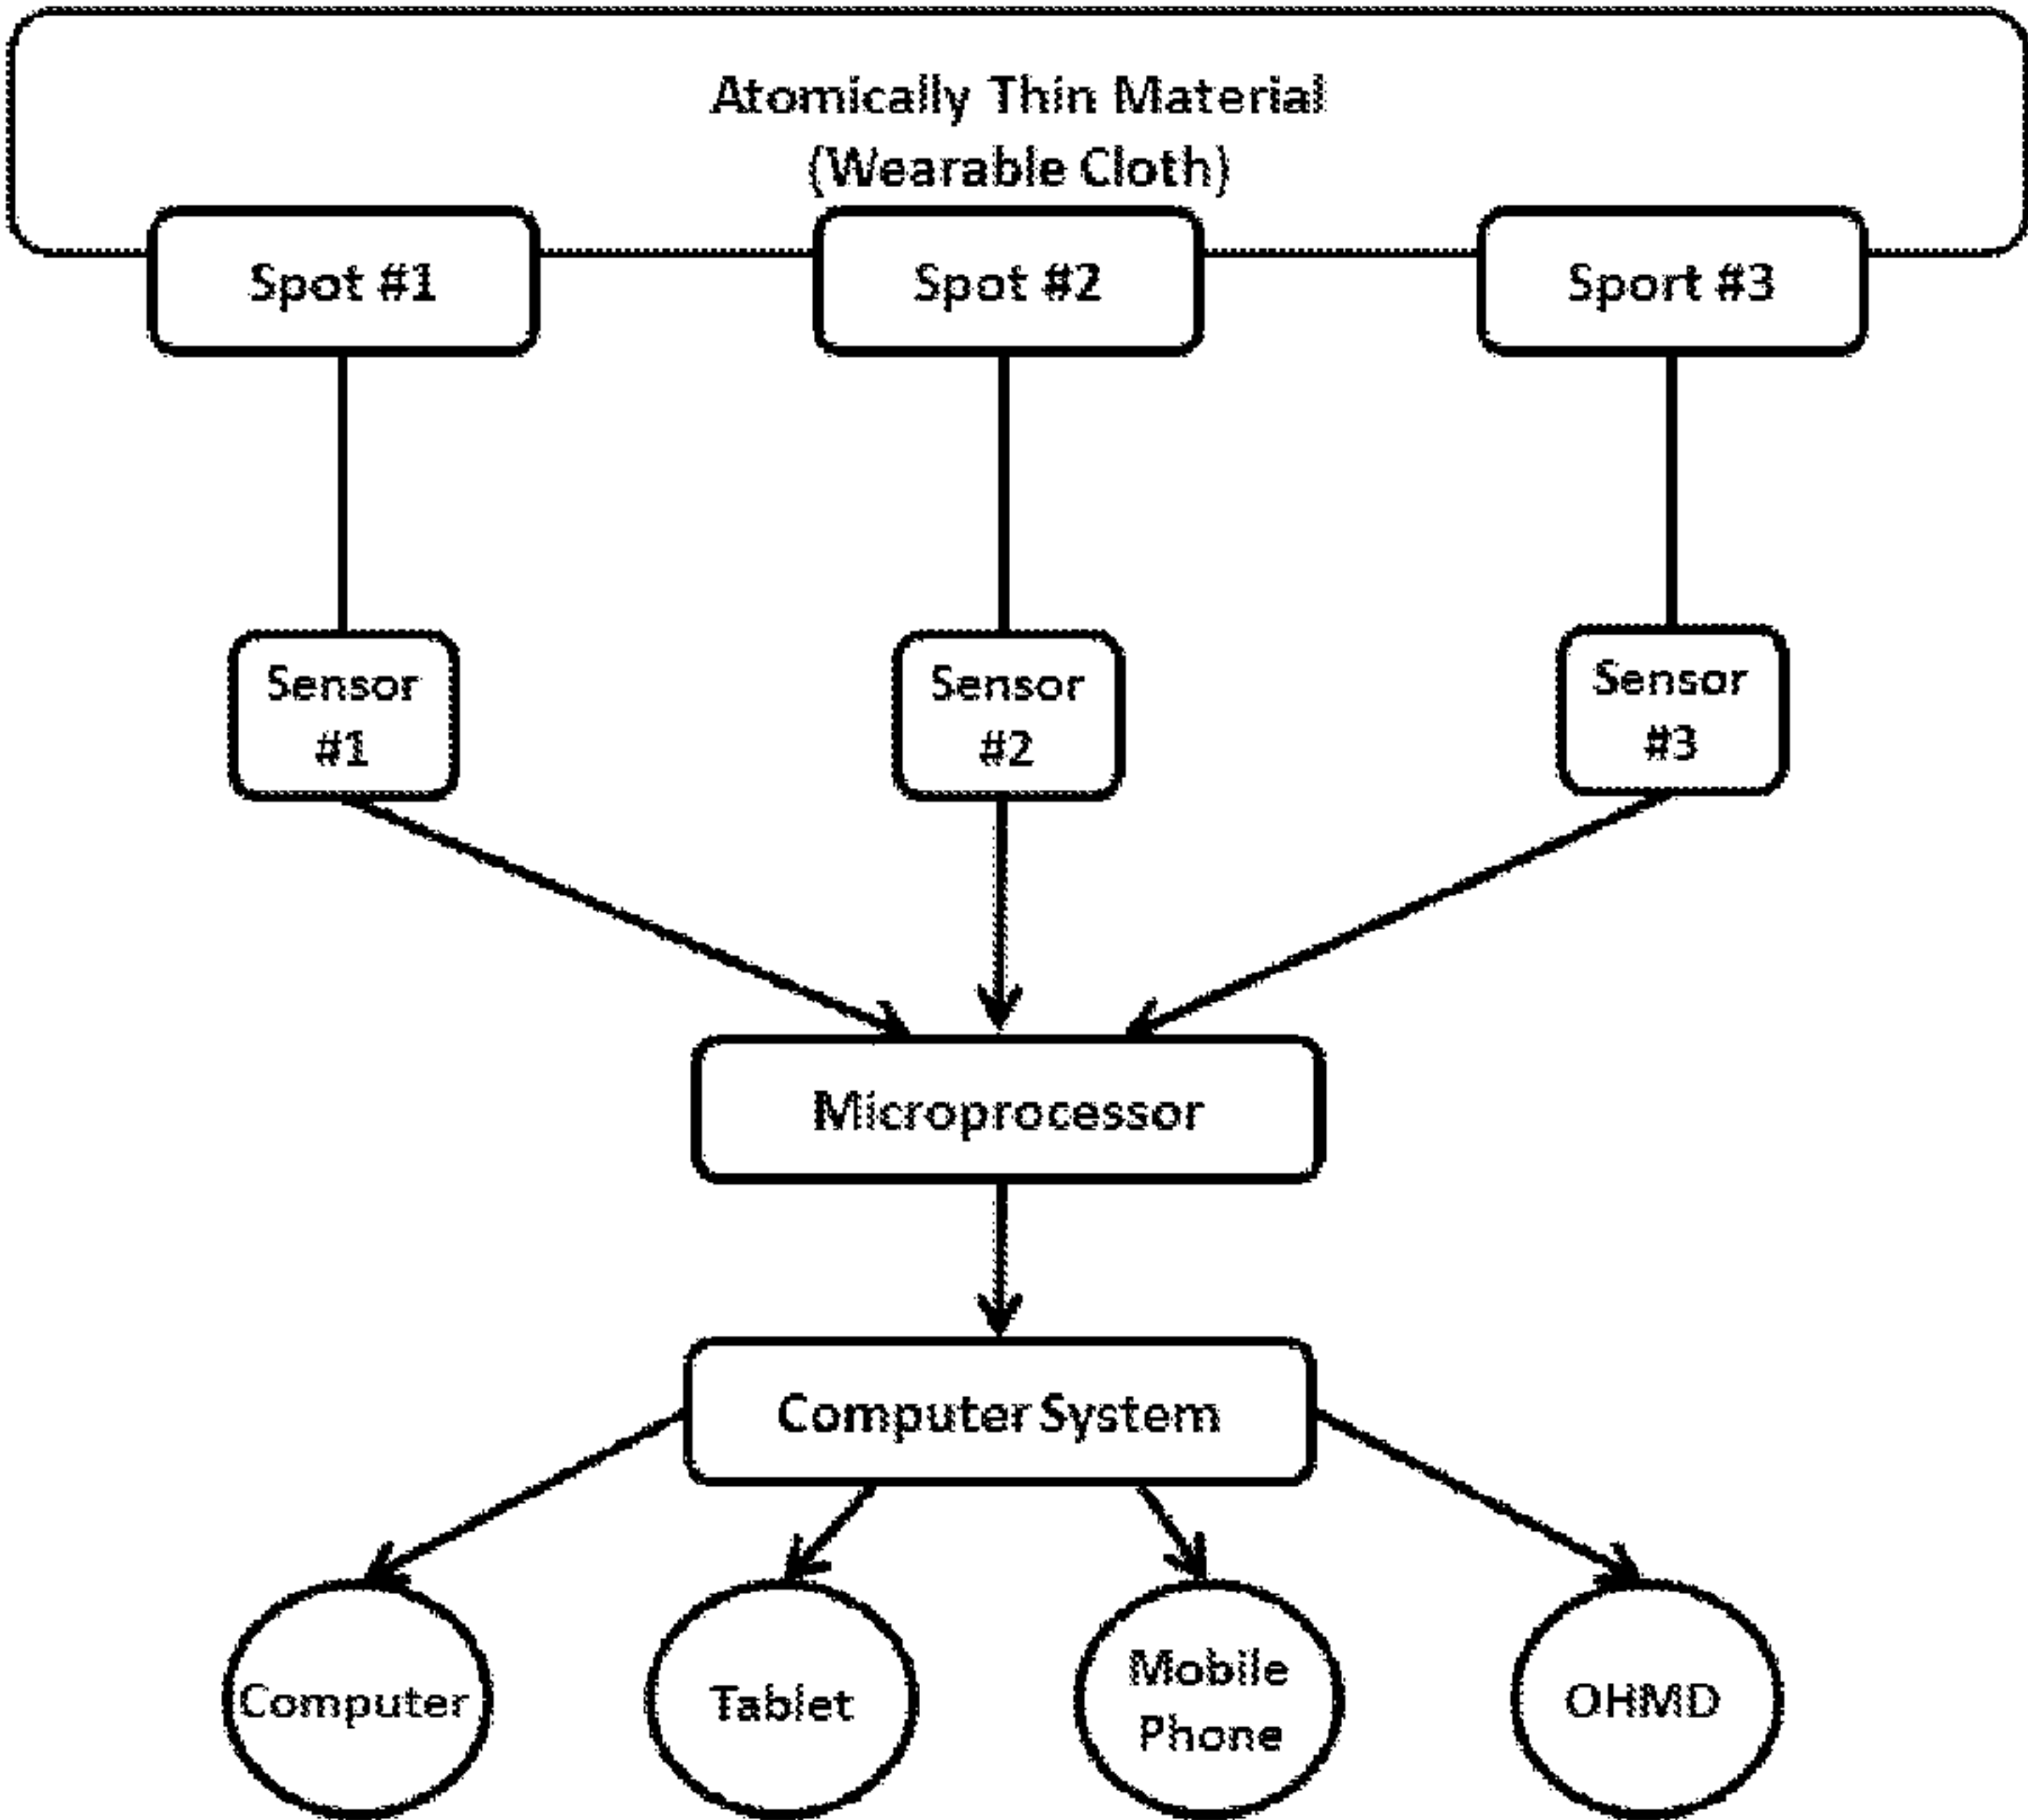 Atomically Thin Material
(Wearable Cloth)
Spot #1
Spot #2
Sport #3
Sensor
#1
Sensor
#2
Sensor
#3
Microprocessor
Computer System
Computer
Tablet
Mobile
Phone
OHMD